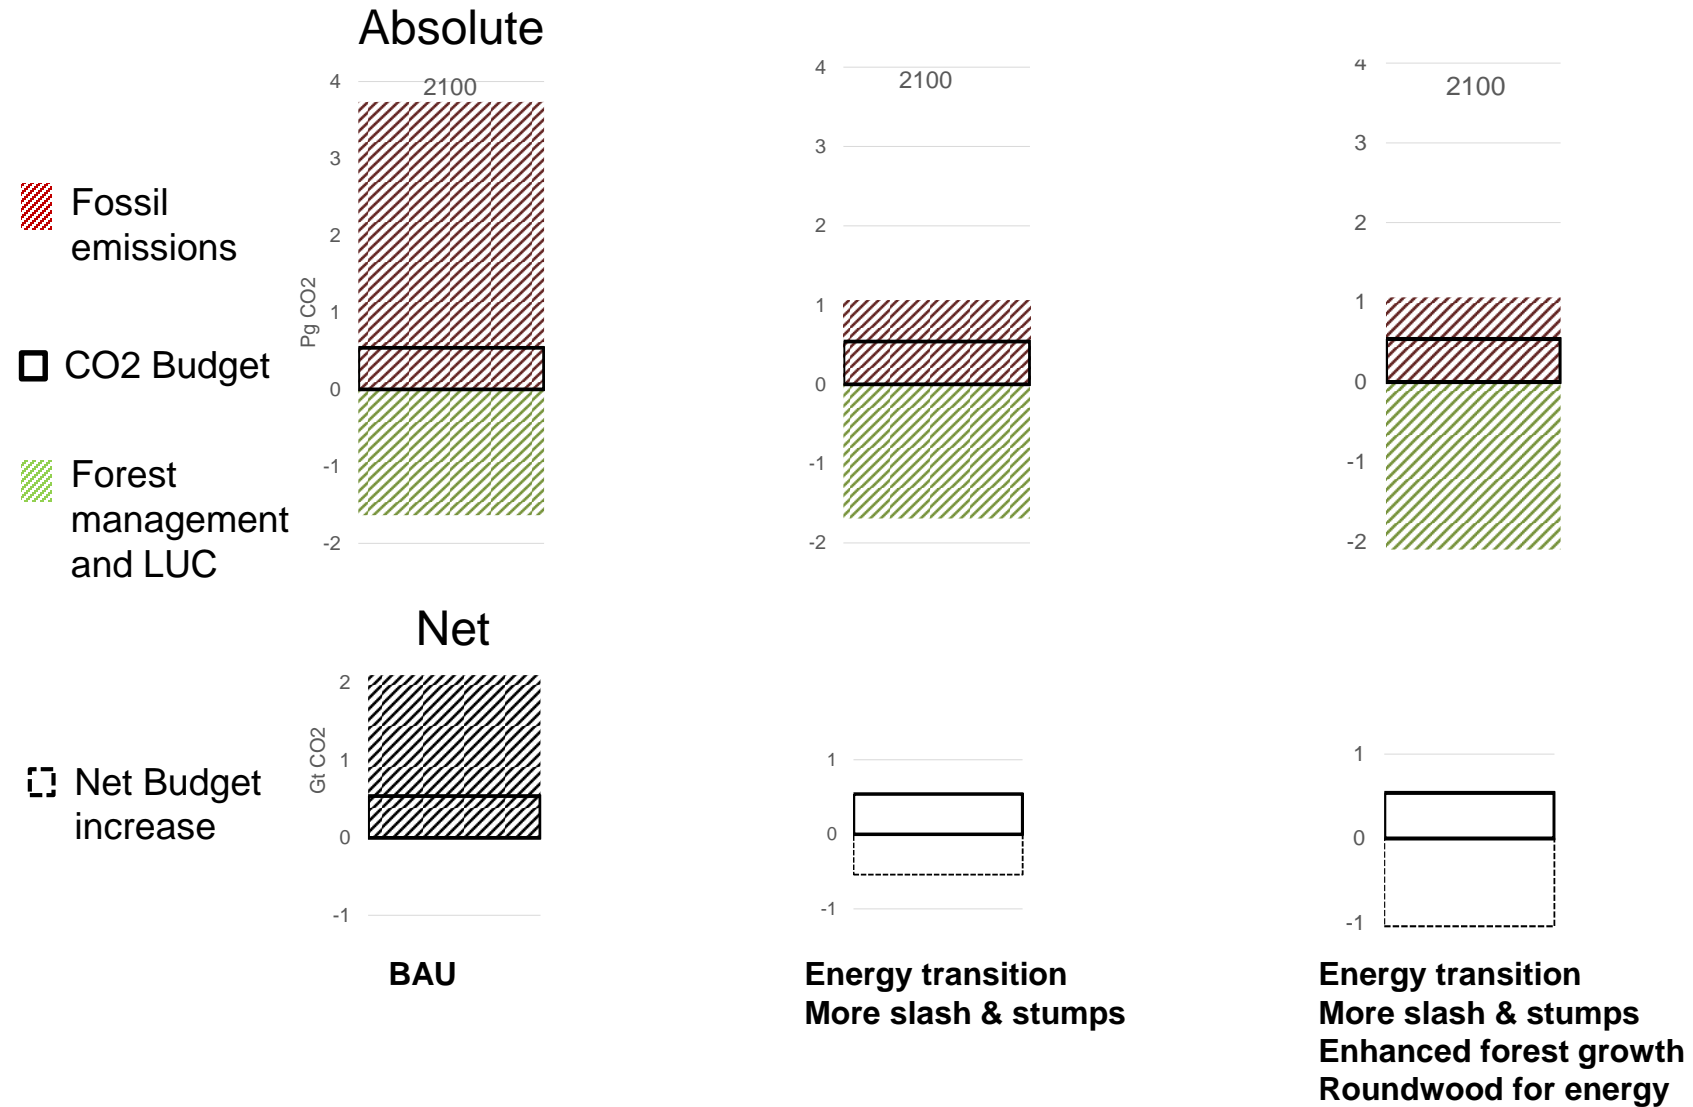 Absolute
Fossil
emissions
CO2 Budget
Forest
management
and LUC
4
2100
3
2
1
0
-1
-2
Pg CO2
4
2100
3
2
1
0
-1
-2
4
2100
3
2
1
0
-1
-2
Net
Net Budget
increase
2
1
0
-1
Gt CO2
1
0
-1
1
0
-1
BAU
Energy transition
More slash & stumps
Energy transition
More slash & stumps
Enhanced forest growth
Roundwood for energy